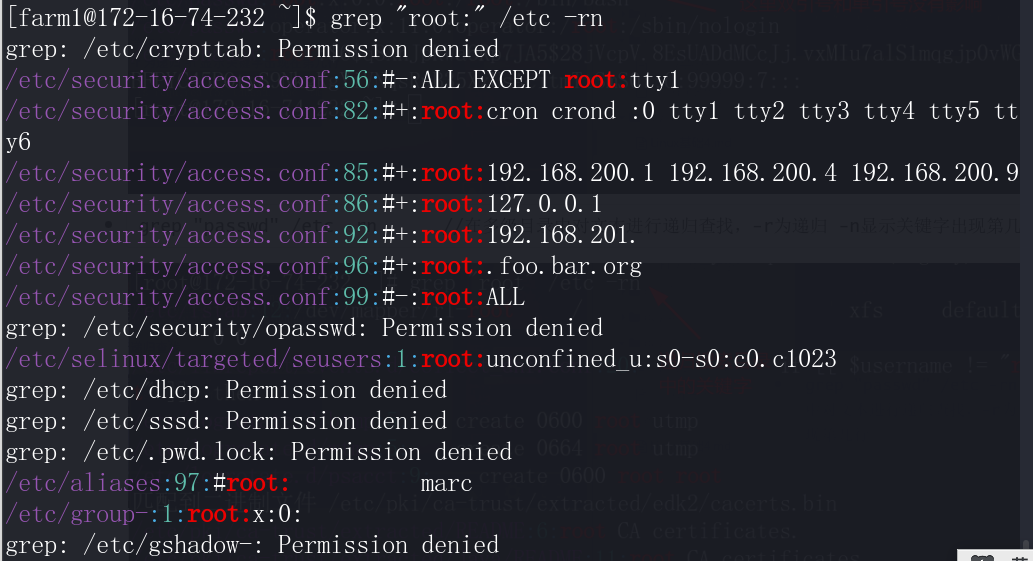 [farm1@172-16-74-232 ~]$ grep "root:" /etc -rn
grep: /etc/crypttab: Permission denied
/etc/security/access.conf:56:#-:ALL EXCEPT root:tty1
/etc/security/access.conf:82:#+:root:cron crond :0 tty1 tty2 tty3 tty4 tty5 tt
y6
/etc/security/access.conf:85:#+:root:192.168.200.1 192.168.200.4 192.168.200.9
/etc/security/access.conf:86:#+:root:127.0.0.1
/etc/security/access.conf:92:#+:root:192.168.201.
/etc/security/access.conf:96:#+:root:.foo.bar.org
/etc/security/access.conf:99:#-:root:ALL
grep: /etc/security/opasswd: Permission denied
/etc/selinux/targeted/seusers:1:root:unconfined_u:s0-s0:c0.c1023
grep: /etc/dhcp: Permission denied
grep: /etc/sssd: Permission denied
grep: /etc/.pwd.lock: Permission denied
/etc/aliases:97:#root: marc
/etc/group-:1:root:x:0:
grep: /etc/gshadow-: Permission denied